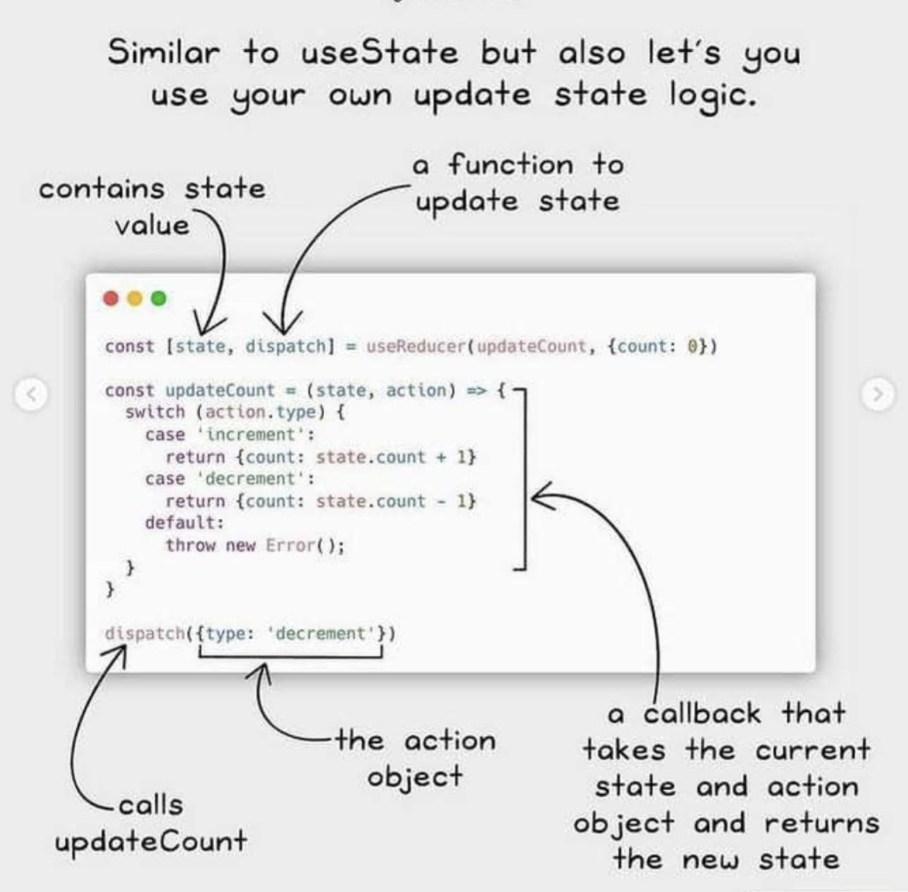 Similar to useState but also let's you
use your own update state logic.
contains state
value
a function to
update state
const [state, dispatch] = useReducer(updateCount, {count: 0})
const updateCount = (state, action) => {
switch (action.type) {
case 'increment':
return {count: state.count + 1}
case 'decrement':
return {count: state.count - 1}
default:
throw new Error();
}
}
dispatch({type: 'decrement'})
the action
object
calls
updateCount
a callback that
takes the current
state and action
object and returns
the new state